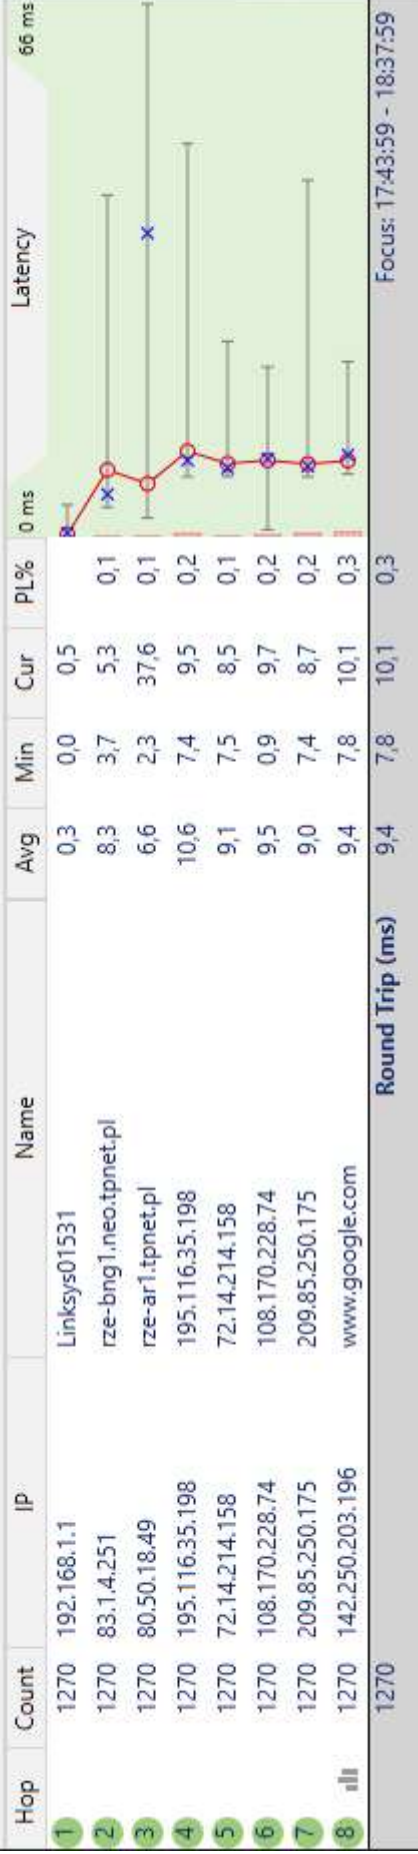 Hop Count IP Name Avg Min Cur PL% 0 ms Latency 66 ms
1 1270 192.168.1.1 Linksys01531 0,3 0,0 0,5
2 1270 83.1.4.251 rze-bng1.neo.tpnet.pl 8,3 3,7 5,3 0,1
3 1270 80.50.18.49 rze-ar1.tpnet.pl 6,6 2,3 37,6 0,1
4 1270 195.116.35.198 195.116.35.198 10,6 7,4 9,5 0,2
5 1270 72.14.214.158 72.14.214.158 9,1 7,5 8,5 0,1
6 1270 108.170.228.74 108.170.228.74 9,5 0,9 9,7 0,2
7 1270 209.85.250.175 209.85.250.175 9,0 7,4 8,7 0,2
8 1270 142.250.203.196 www.google.com 9,4 7,8 10,1 0,3
1270 Round Trip (ms) 9,4 7,8 10,1 0,3 Focus: 17:43:59 - 18:37:59